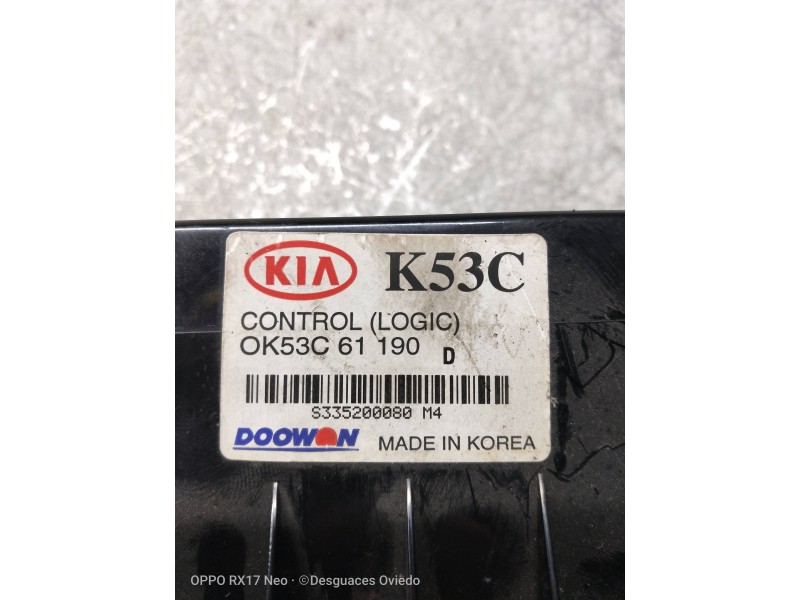 KIA K53C
CONTROL (LOGIC)
OK53C 61 190 D
S335200080 M4
DOOWON MADE IN KOREA
OPPO RX17 Neo · ©Desguaces Oviedo